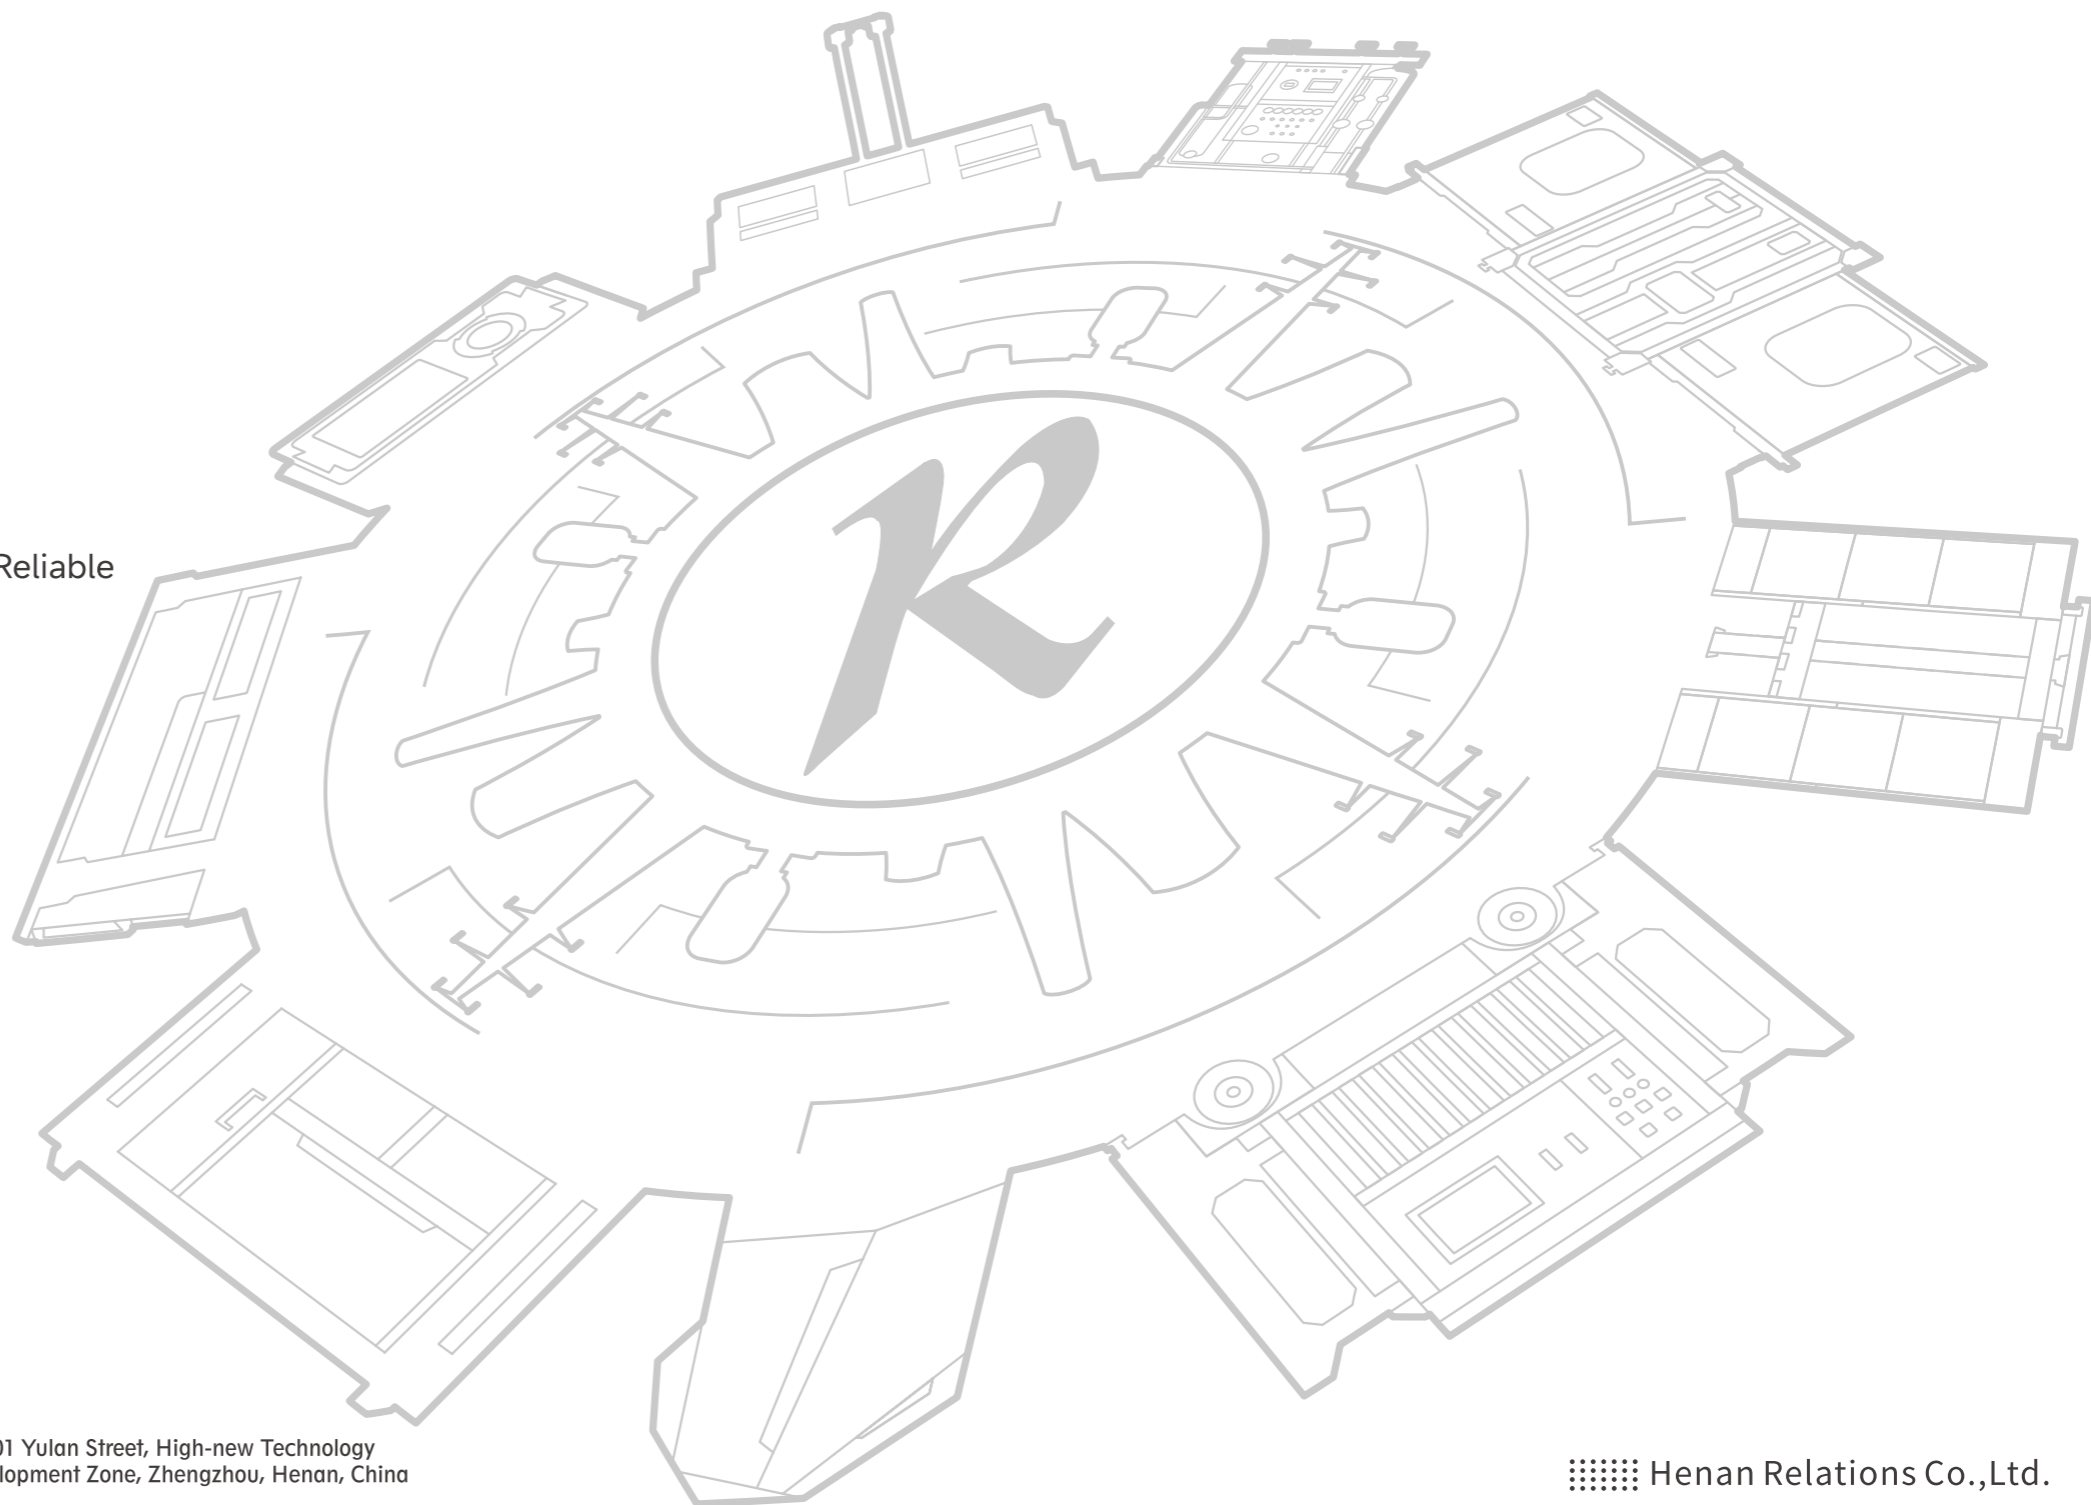 Reliable
R
01 Yulan Street, High-new Technology
lopment Zone, Zhengzhou, Henan, China
Henan Relations Co.,Ltd.